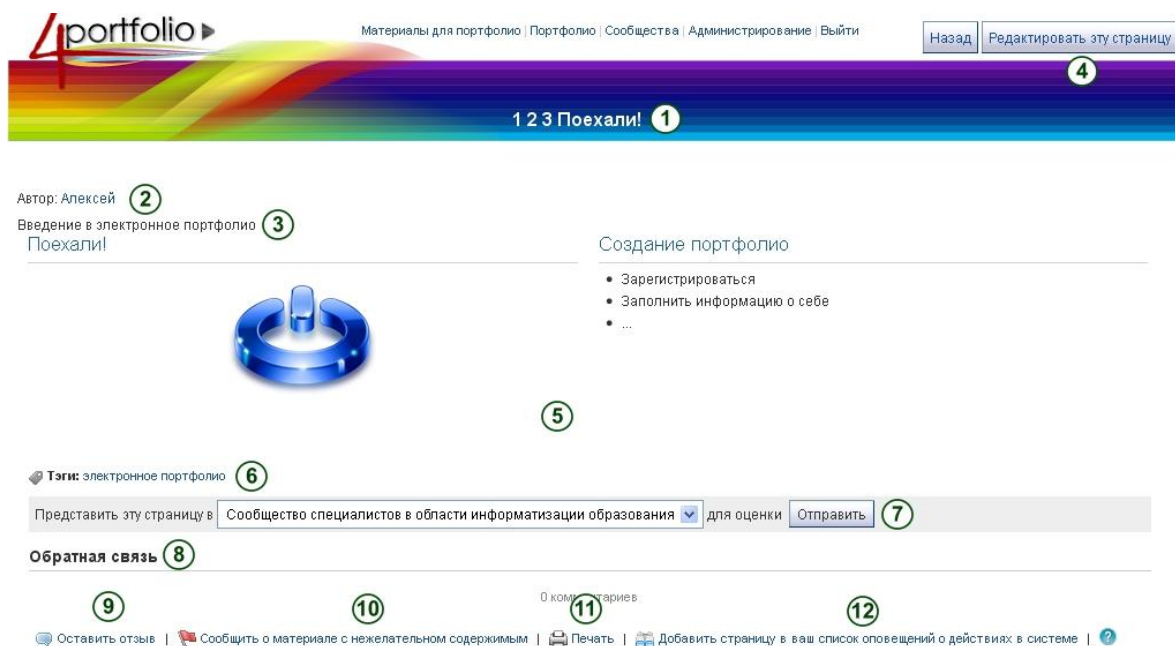 4portfolio
Материалы для портфолио | Портфолио | Сообщества | Администрирование | Выйти
Назад Редактировать эту страницу
4
1 2 3 Поехали! 1
Автор: Алексей 2
Введение в электронное портфолио 3
Поехали! Создание портфолио
• Зарегистрироваться
• Заполнить информацию о себе
• ...
5
Тэги: электронное портфолио 6
Представить эту страницу в Сообщество специалистов в области информатизации образования для оценки Отправить 7
Обратная связь 8
0 комментариев
9 10 11 12
Оставить отзыв | Сообщить о материале с нежелательном содержимым | Печать | Добавить страницу в ваш список оповещений о действиях в системе | ?